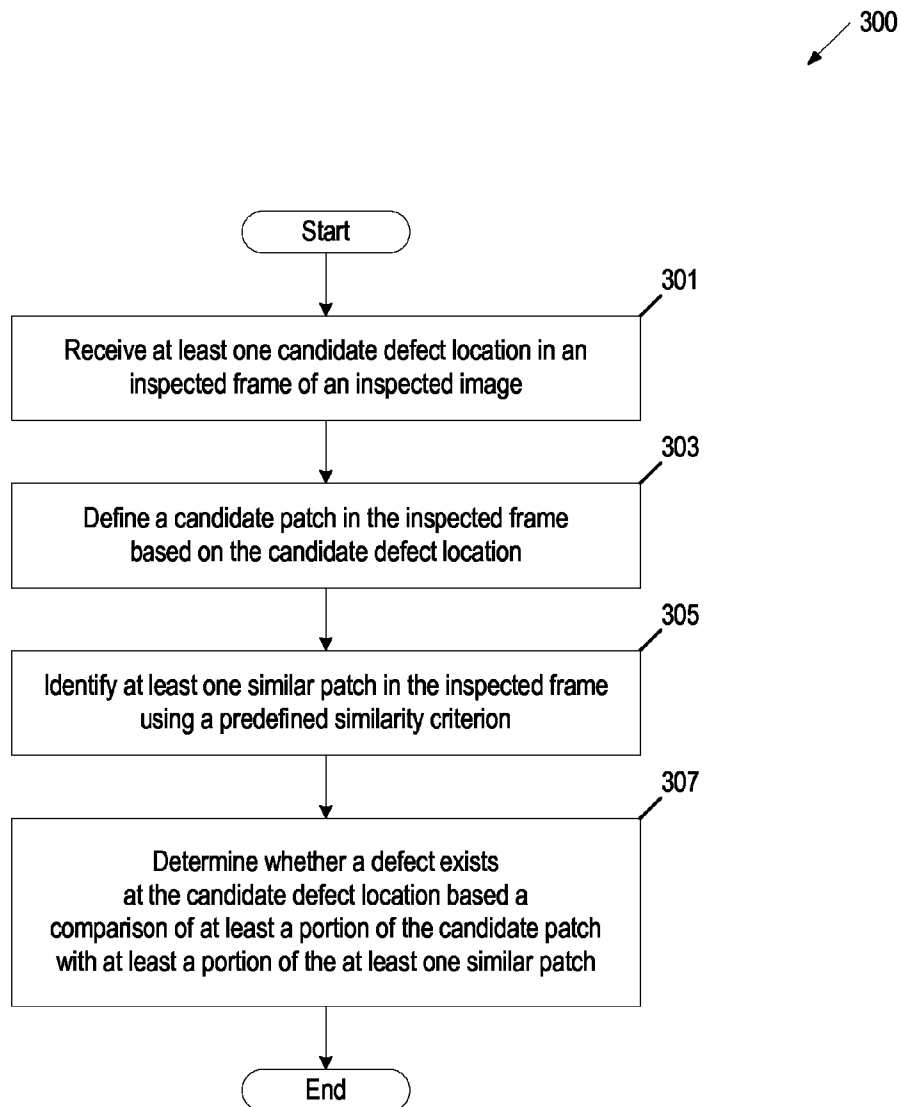 300
Start
301
Receive at least one candidate defect location in an
inspected frame of an inspected image
303
Define a candidate patch in the inspected frame
based on the candidate defect location
305
Identify at least one similar patch in the inspected frame
using a predefined similarity criterion
307
Determine whether a defect exists
at the candidate defect location based a
comparison of at least a portion of the candidate patch
with at least a portion of the at least one similar patch
End